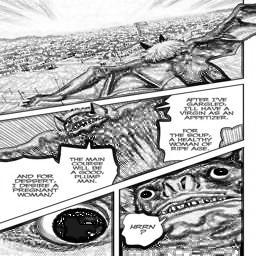 AFTER I'VE
GARGLED,
I'LL HAVE A
VIRGIN AS AN
APPETIZER.
FOR
THE SOUP,
A HEALTHY
WOMAN OF
RIPE AGE.
THE MAIN
COURSE
WILL BE
A GOOD,
PLUMP
MAN.
AND FOR
DESSERT,
I DESIRE A
PREGNANT
WOMAN!
HRRN
?